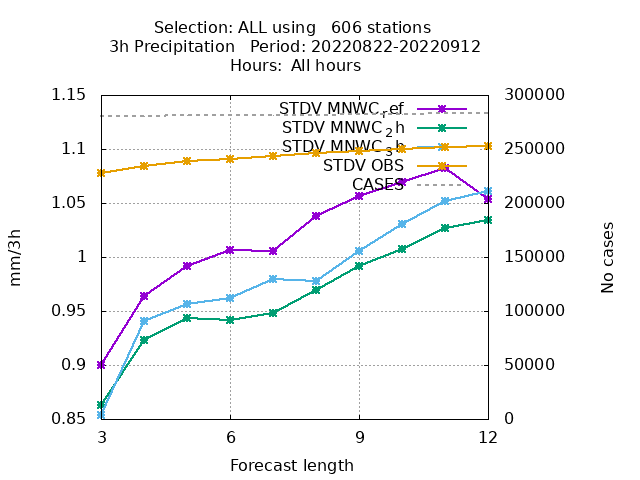 Selection: ALL using   606 stations
3h Precipitation   Period: 20220822-20220912
Hours:  All hours
1.15
1.1
1.05
1
0.95
0.9
0.85
mm/3h
STDV MNWC_ref
STDV MNWC_2h
STDV MNWC_3h
STDV OBS
CASES
300000
250000
200000
150000
100000
50000
0
No cases
3 6 9 12
Forecast length